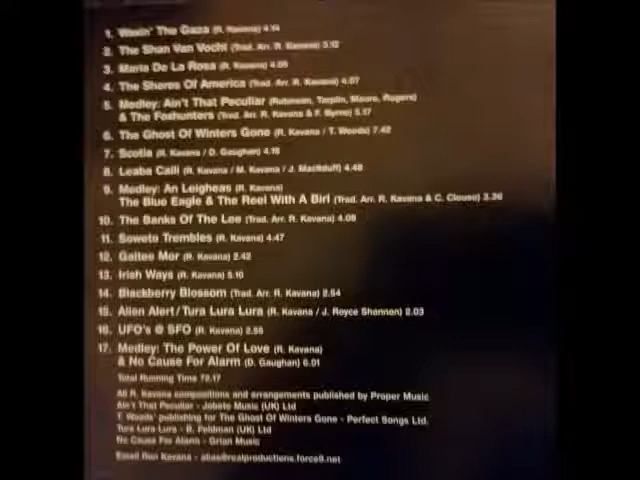 1. Waxin' The Gaza (R. Kavana) 4.14
2. The Shan Van Vocht (Trad. Arr. R. Kavana) 5.12
3. Maria De La Rosa (R. Kavana) 4.05
4. The Shores Of America (Trad. Arr. R. Kavana) 4.07
5. Medley: Ain't That Peculiar (Robinson, Tarplin, Moore, Rogers)
& The Foxhunters (Trad. Arr. R. Kavana & F. Byrne) 5.17
6. The Ghost Of Winters Gone (R. Kavana / T. Woods) 7.42
7. Scotia (R. Kavana / D. Gaughan) 4.18
8. Leaba Calli (R. Kavana / M. Kavana / J. MacNduff) 4.48
9. Medley: An Leigheas (R. Kavana)
The Blue Eagle & The Reel With A Birl (Trad. Arr. R. Kavana & C. Clouse) 3.36
10. The Banks Of The Lee (Trad. Arr. R. Kavana) 4.09
11. Soweto Trembles (R. Kavana) 4.47
12. Galtee Mor (R. Kavana) 2.42
13. Irish Ways (R. Kavana) 5.10
14. Blackberry Blossom (Trad. Arr. R. Kavana) 2.54
15. Alien Alert/Tura Lura Lura (R. Kavana / J. Royce Shannon) 2.03
16. UFO's @ SFO (R. Kavana) 2.55
17. Medley: The Power Of Love (R. Kavana)
& No Cause For Alarm (D. Gaughan) 6.01
Total Running Time 72.17
All R. Kavana compositions and arrangements published by Proper Music
Ain't That Peculiar - Jobete Music (UK) Ltd
T. Woods' publishing for The Ghost Of Winters Gone - Perfect Songs Ltd.
Tura Lura Lura - B. Feldman (UK) Ltd
No Cause For Alarm - Grian Music
Email Ron Kavana - alias@realproductions.force9.net